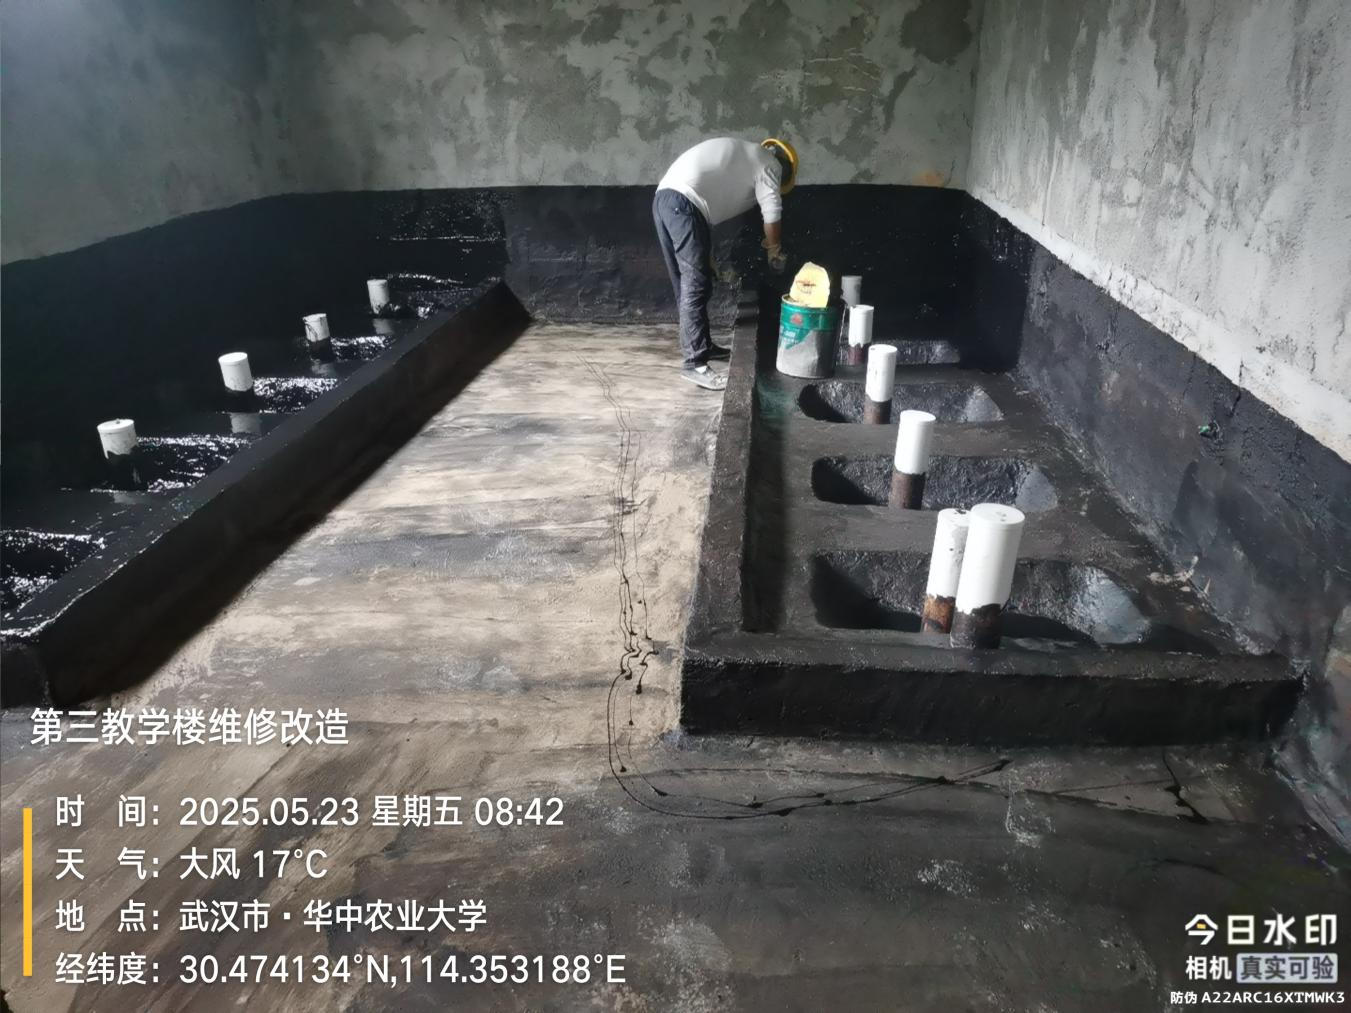 第三教学楼维修改造
时 间：2025.05.23 星期五 08:42
天 气：大风 17°C
地 点：武汉市·华中农业大学
经纬度：30.474134°N,114.353188°E
今日水印
相机 真实可验
防伪 A22ARC16XTMWK3